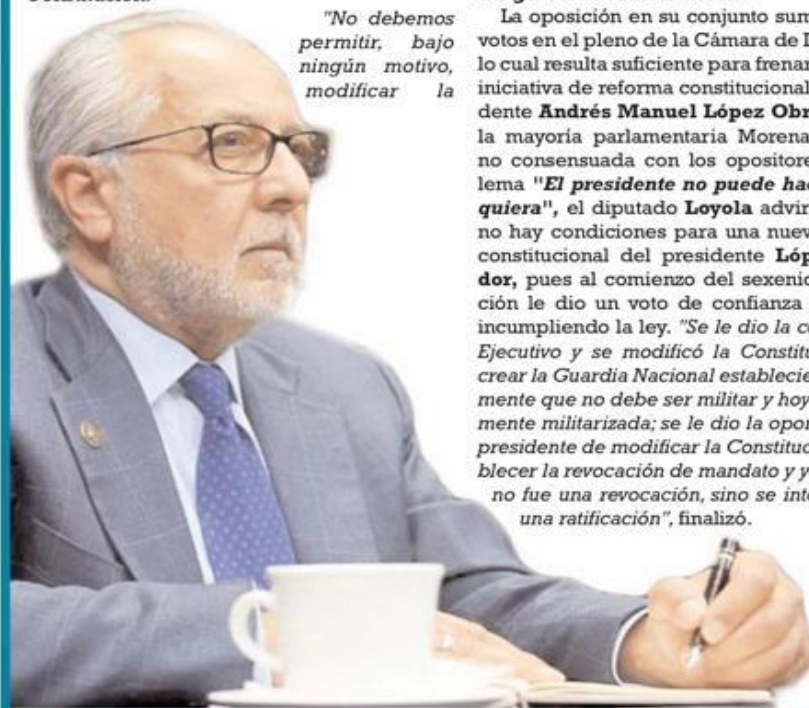 "No debemos
permitir, bajo
ningún motivo,
modificar la
La oposición en su conjunto sum
votos en el pleno de la Cámara de
lo cual resulta suficiente para frenar
iniciativa de reforma constitucional
dente Andrés Manuel López Obr
la mayoría parlamentaria Morena
no consensuada con los opositore
lema "El presidente no puede hac
quiera", el diputado Loyola advir
no hay condiciones para una nuev
constitucional del presidente Lóp
dor, pues al comienzo del sexenio
ción le dio un voto de confianza
incumpliendo la ley. "Se le dio la c
Ejecutivo y se modificó la Constitu
crear la Guardia Nacional establecie
mente que no debe ser militar y hoy
mente militarizada; se le dio la opor
presidente de modificar la Constituc
blecer la revocación de mandato y y
no fue una revocación, sino se inte
una ratificación", finalizó.